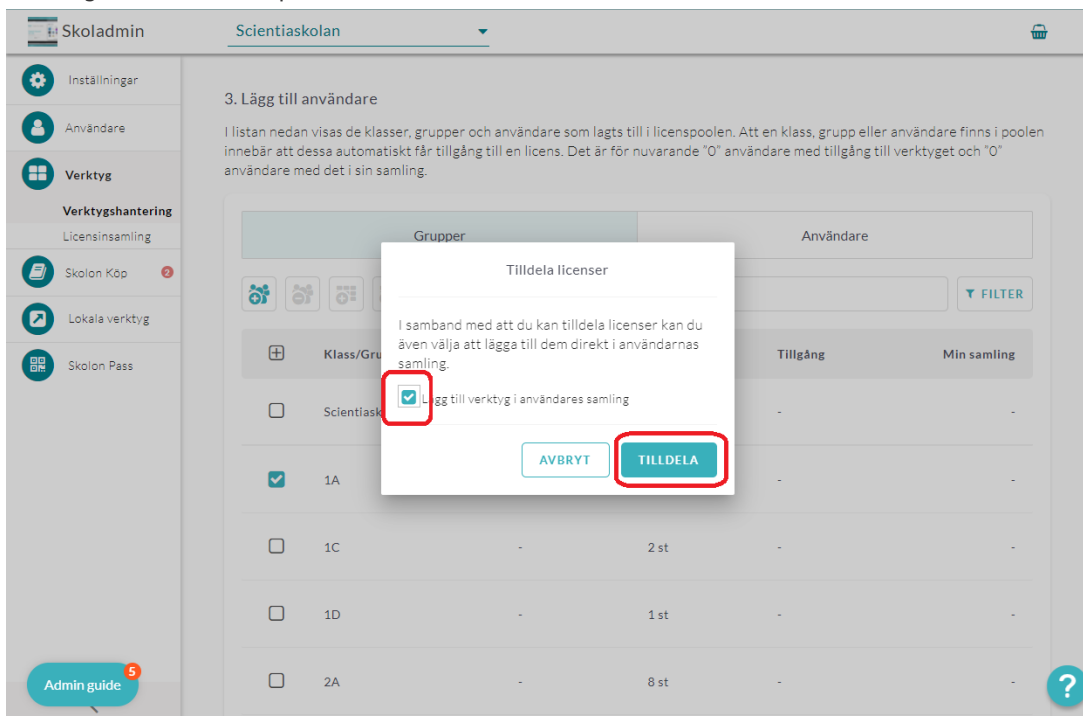 Skoladmin
Scientiaskolan
Inställningar
Användare
Verktyg
Verktygshantering
Licensinsamling
Skolon Köp 2
Lokala verktyg
Skolon Pass
Admin guide 5
3. Lägg till användare
I listan nedan visas de klasser, grupper och användare som lagts till i licenspoolen. Att en klass, grupp eller användare finns i poolen
innebär att dessa automatiskt får tillgång till en licens. Det är för nuvarande "0" användare med tillgång till verktyget och "0"
användare med det i sin samling.
Grupper Användare
FILTER
Klass/Gru Tillgång Min samling
Scientiask - -
1A - -
1C - 2 st - -
1D - 1 st - -
2A - 8 st - -
Tilldela licenser
I samband med att du kan tilldela licenser kan du
även välja att lägga till dem direkt i användarnas
samling.
Lägg till verktyg i användares samling
AVBRYT TILLDELA
?